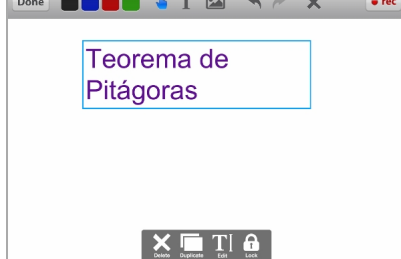 Done
rec
Teorema de
Pitágoras
Delete Duplicate Edit Lock